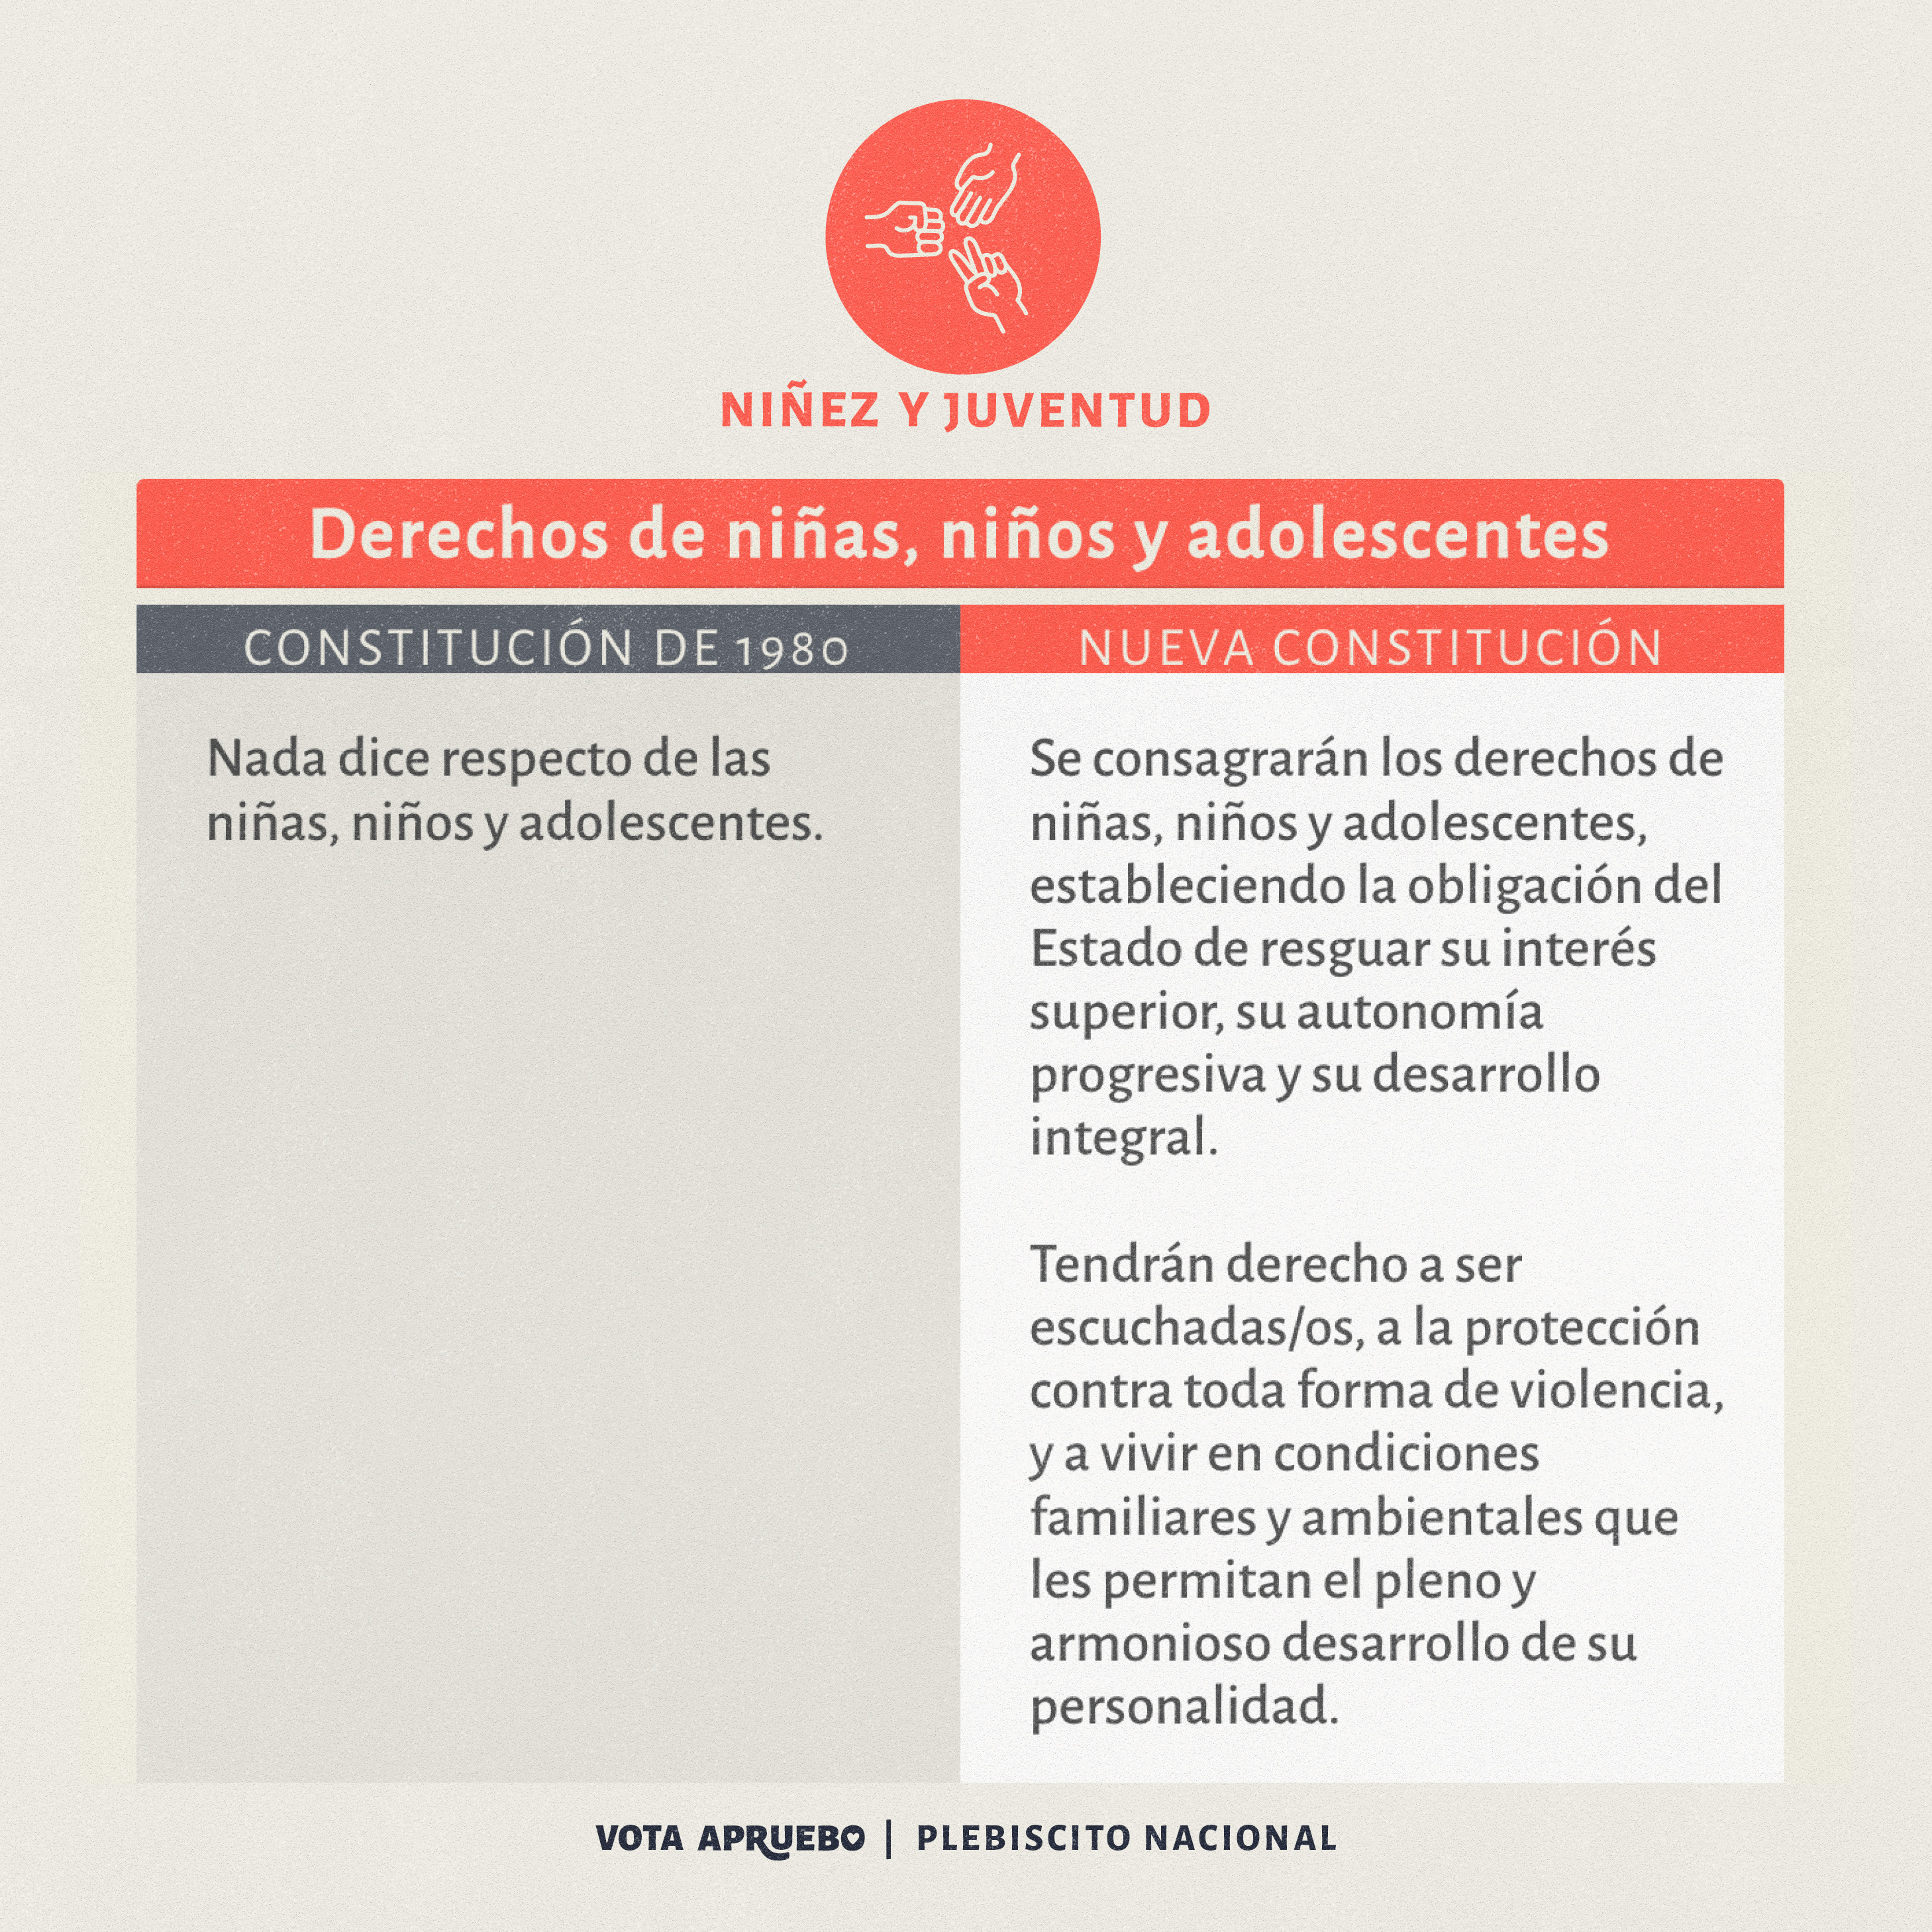 NIÑEZ Y JUVENTUD
Derechos de niñas, niños y adolescentes
CONSTITUCIÓN DE 1980
Nada dice respecto de las
niñas, niños y adolescentes.
NUEVA CONSTITUCIÓN
Se consagrarán los derechos de
niñas, niños y adolescentes,
estableciendo la obligación del
Estado de resguar su interés
superior, su autonomía
progresiva y su desarrollo
integral.
Tendrán derecho a ser
escuchadas/os, a la protección
contra toda forma de violencia,
y a vivir en condiciones
familiares y ambientales que
les permitan el pleno y
armonioso desarrollo de su
personalidad.
VOTA APRUEBO | PLEBISCITO NACIONAL